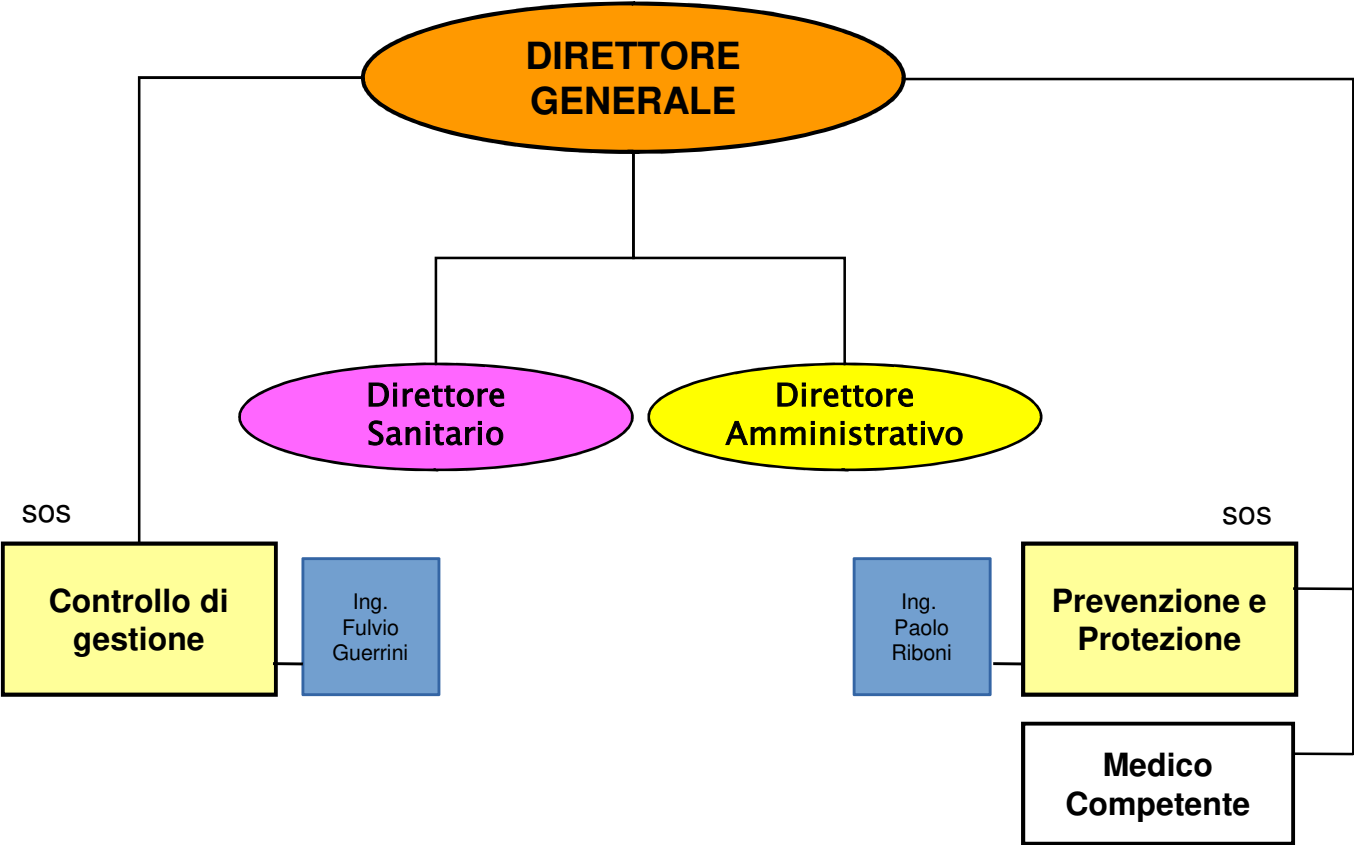 DIRETTORE
GENERALE
Direttore
Sanitario
Direttore
Amministrativo
sos
sos
Controllo di
gestione
Ing.
Fulvio
Guerrini
Ing.
Paolo
Riboni
Prevenzione e
Protezione
Medico
Competente